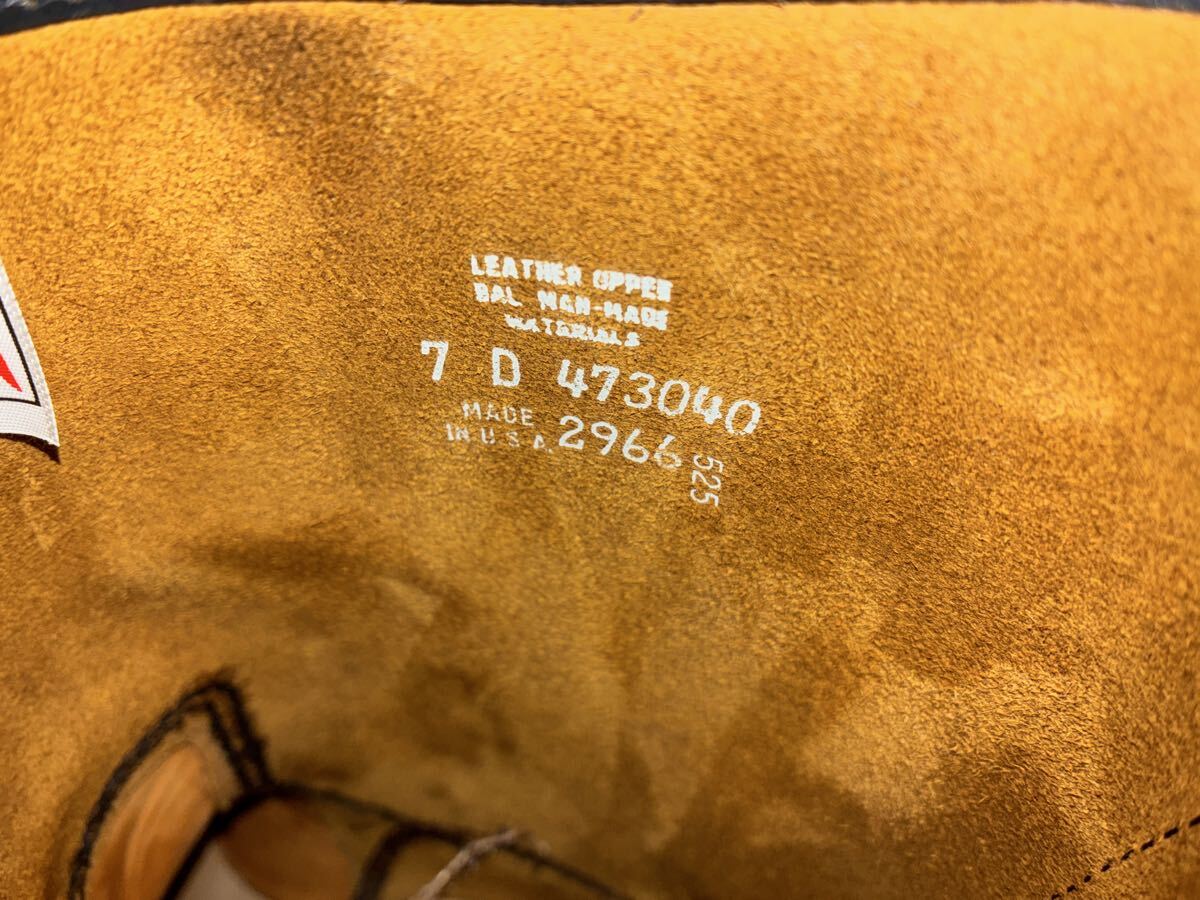 LEATHER UPPER
BAL MAN-MADE
MATERIALS
7 D 473040
MADE
IN U.S.A. 2966 525